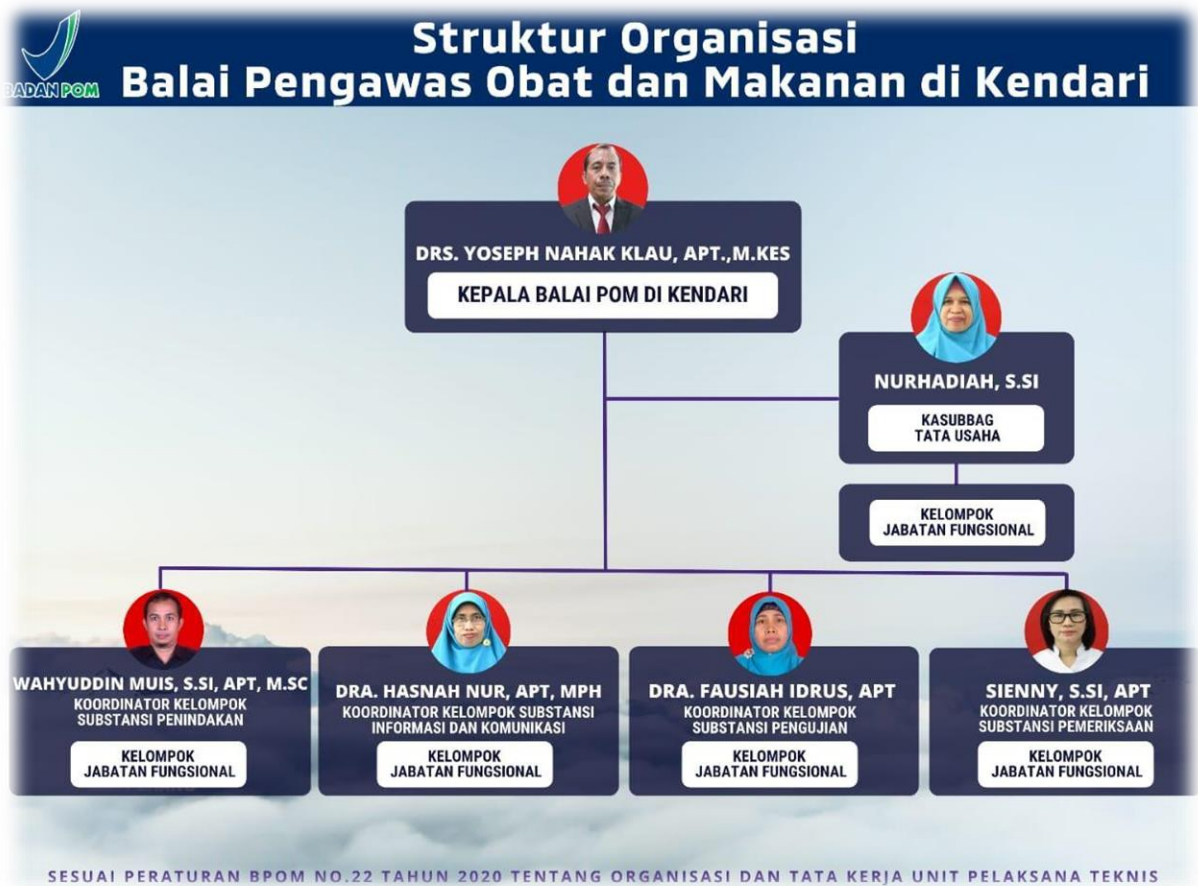 Struktur Organisasi
Balai Pengawas Obat dan Makanan di Kendari
BADAN POM
DRS. YOSEPH NAHAK KLAU, APT.,M.KES
KEPALA BALAI POM DI KENDARI
NURHADIAH, S.SI
KASUBBAG
TATA USAHA
KELOMPOK
JABATAN FUNGSIONAL
WAHYUDDIN MUIS, S.SI, APT, M.SC
KOORDINATOR KELOMPOK
SUBSTANSI PENINDAKAN
KELOMPOK
JABATAN FUNGSIONAL
DRA. HASNAH NUR, APT, MPH
KOORDINATOR KELOMPOK SUBSTANSI
INFORMASI DAN KOMUNIKASI
KELOMPOK
JABATAN FUNGSIONAL
DRA. FAUSIAH IDRUS, APT
KOORDINATOR KELOMPOK
SUBSTANSI PENGUJIAN
KELOMPOK
JABATAN FUNGSIONAL
SIENNY, S.SI, APT
KOORDINATOR KELOMPOK
SUBSTANSI PEMERIKSAAN
KELOMPOK
JABATAN FUNGSIONAL
SESUAI PERATURAN BPOM NO.22 TAHUN 2020 TENTANG ORGANISASI DAN TATA KERJA UNIT PELAKSANA TEKNIS